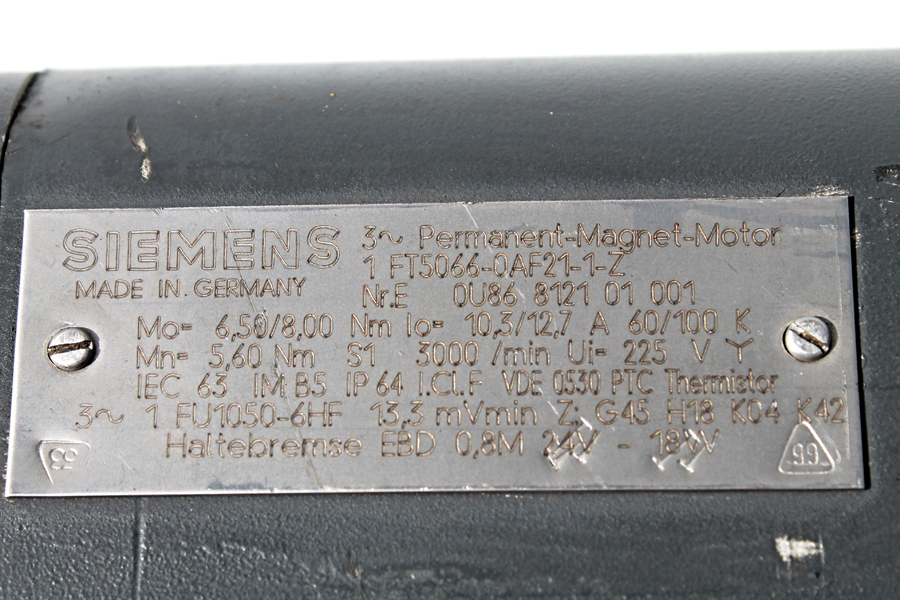 SIEMENS 3~ Permanent-Magnet-Motor
1 FT5066-0AF21-1-Z
MADE IN GERMANY
Nr.E 0U86 8121 01 001
Mo= 6,50/8,00 Nm Io= 10,3/12,7 A 60/100 K
Mn= 5,60 Nm S1 3000 /min Ui= 225 V Y
IEC 63 IM B5 IP 64 I.Cl.F VDE 0530 PTC Thermistor
3~ 1 FU1050-6HF 13,3 mVmin Z: G45 H18 K04 K42
Haltebremse EBD 0,8M 24V - 18W
99